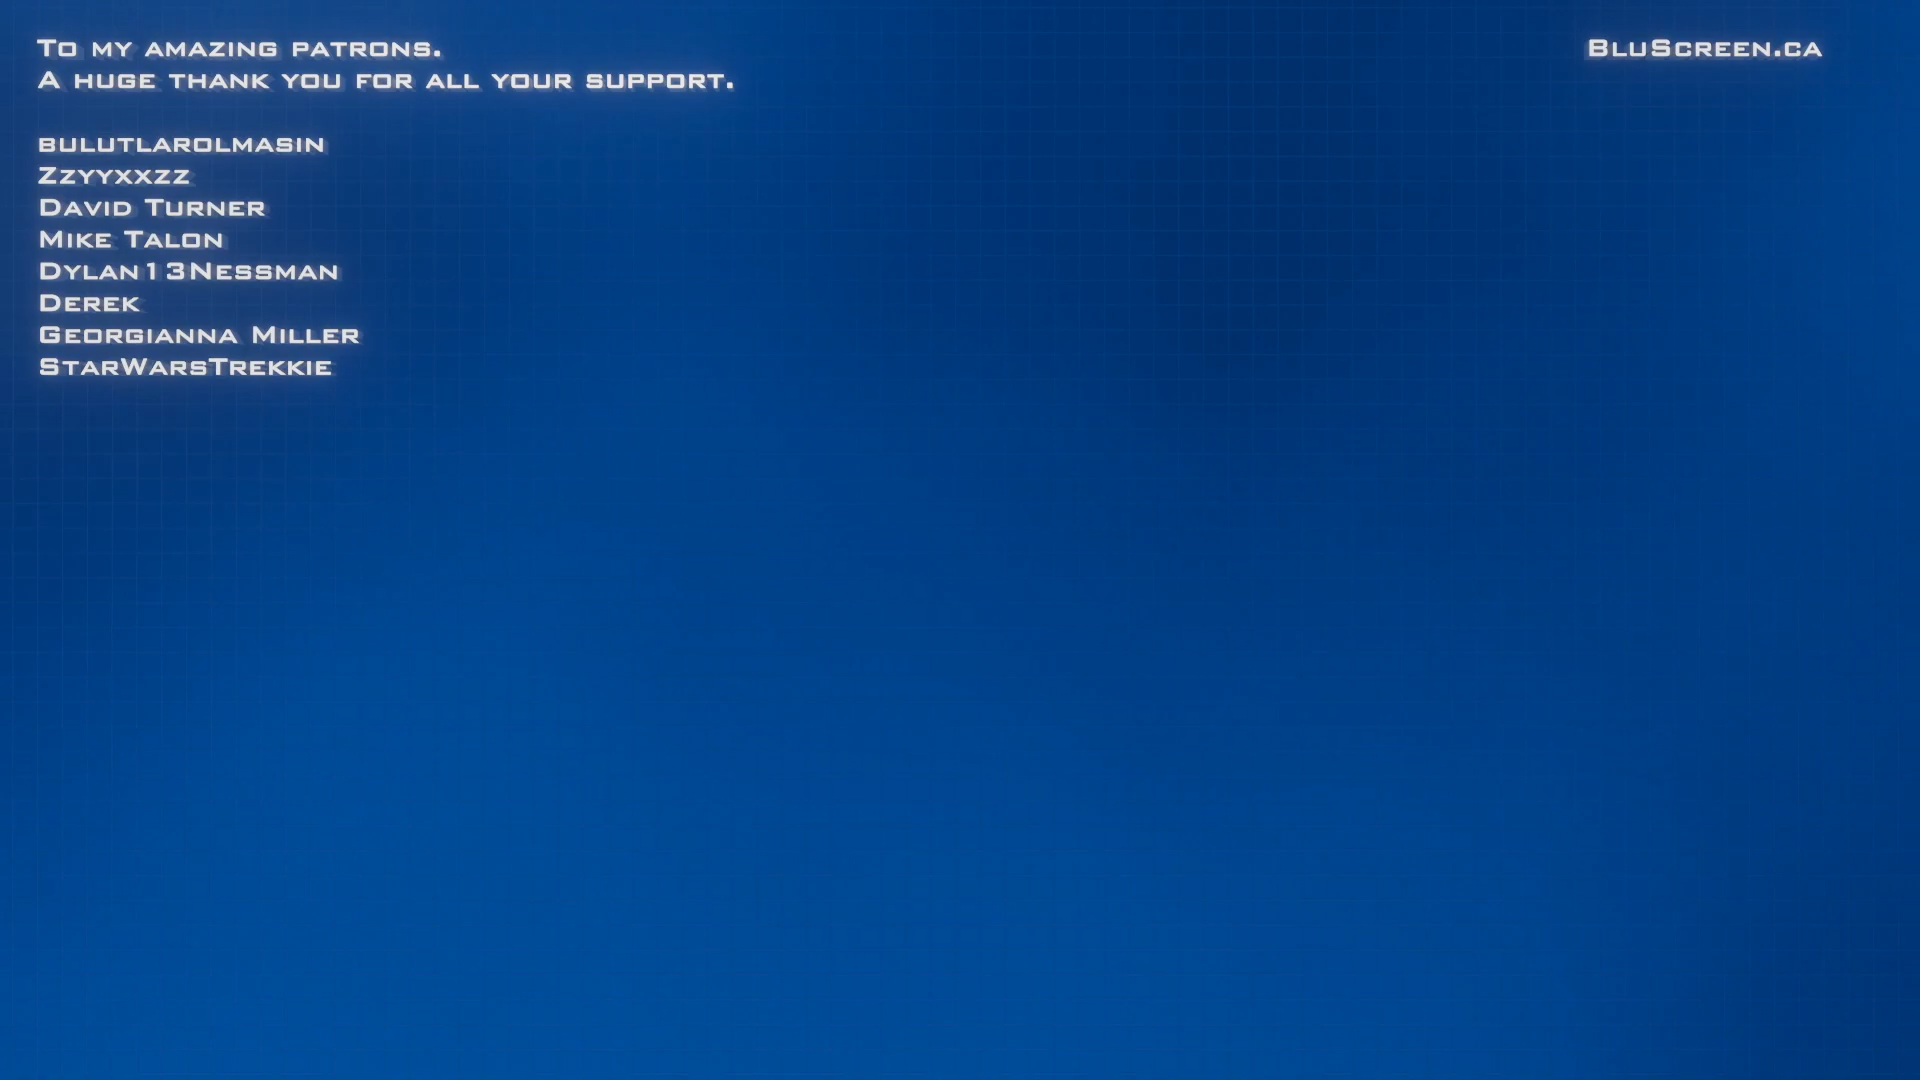 To my amazing patrons.
A huge thank you for all your support.
BluScreen.ca
bulutlarolmasin
Zzyyxxzz
David Turner
Mike Talon
Dylan13Nessman
Derek
Georgianna Miller
StarWarsTrekkie